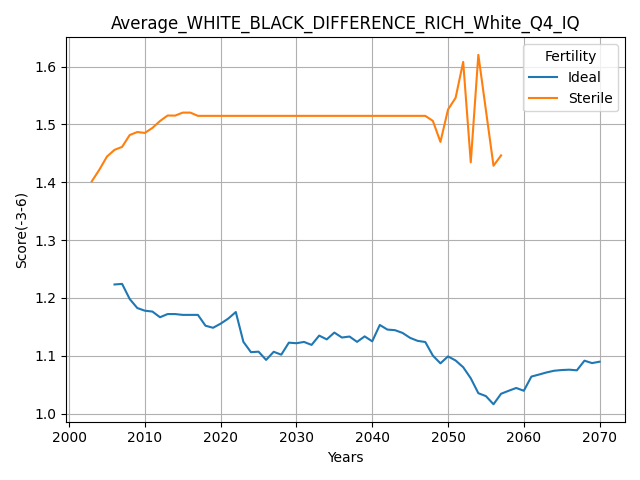 Average_WHITE_BLACK_DIFFERENCE_RICH_White_Q4_IQ
Fertility
Ideal
Sterile
Score(-3-6)
1.6
1.5
1.4
1.3
1.2
1.1
1.0
2000 2010 2020 2030 2040 2050 2060 2070
Years